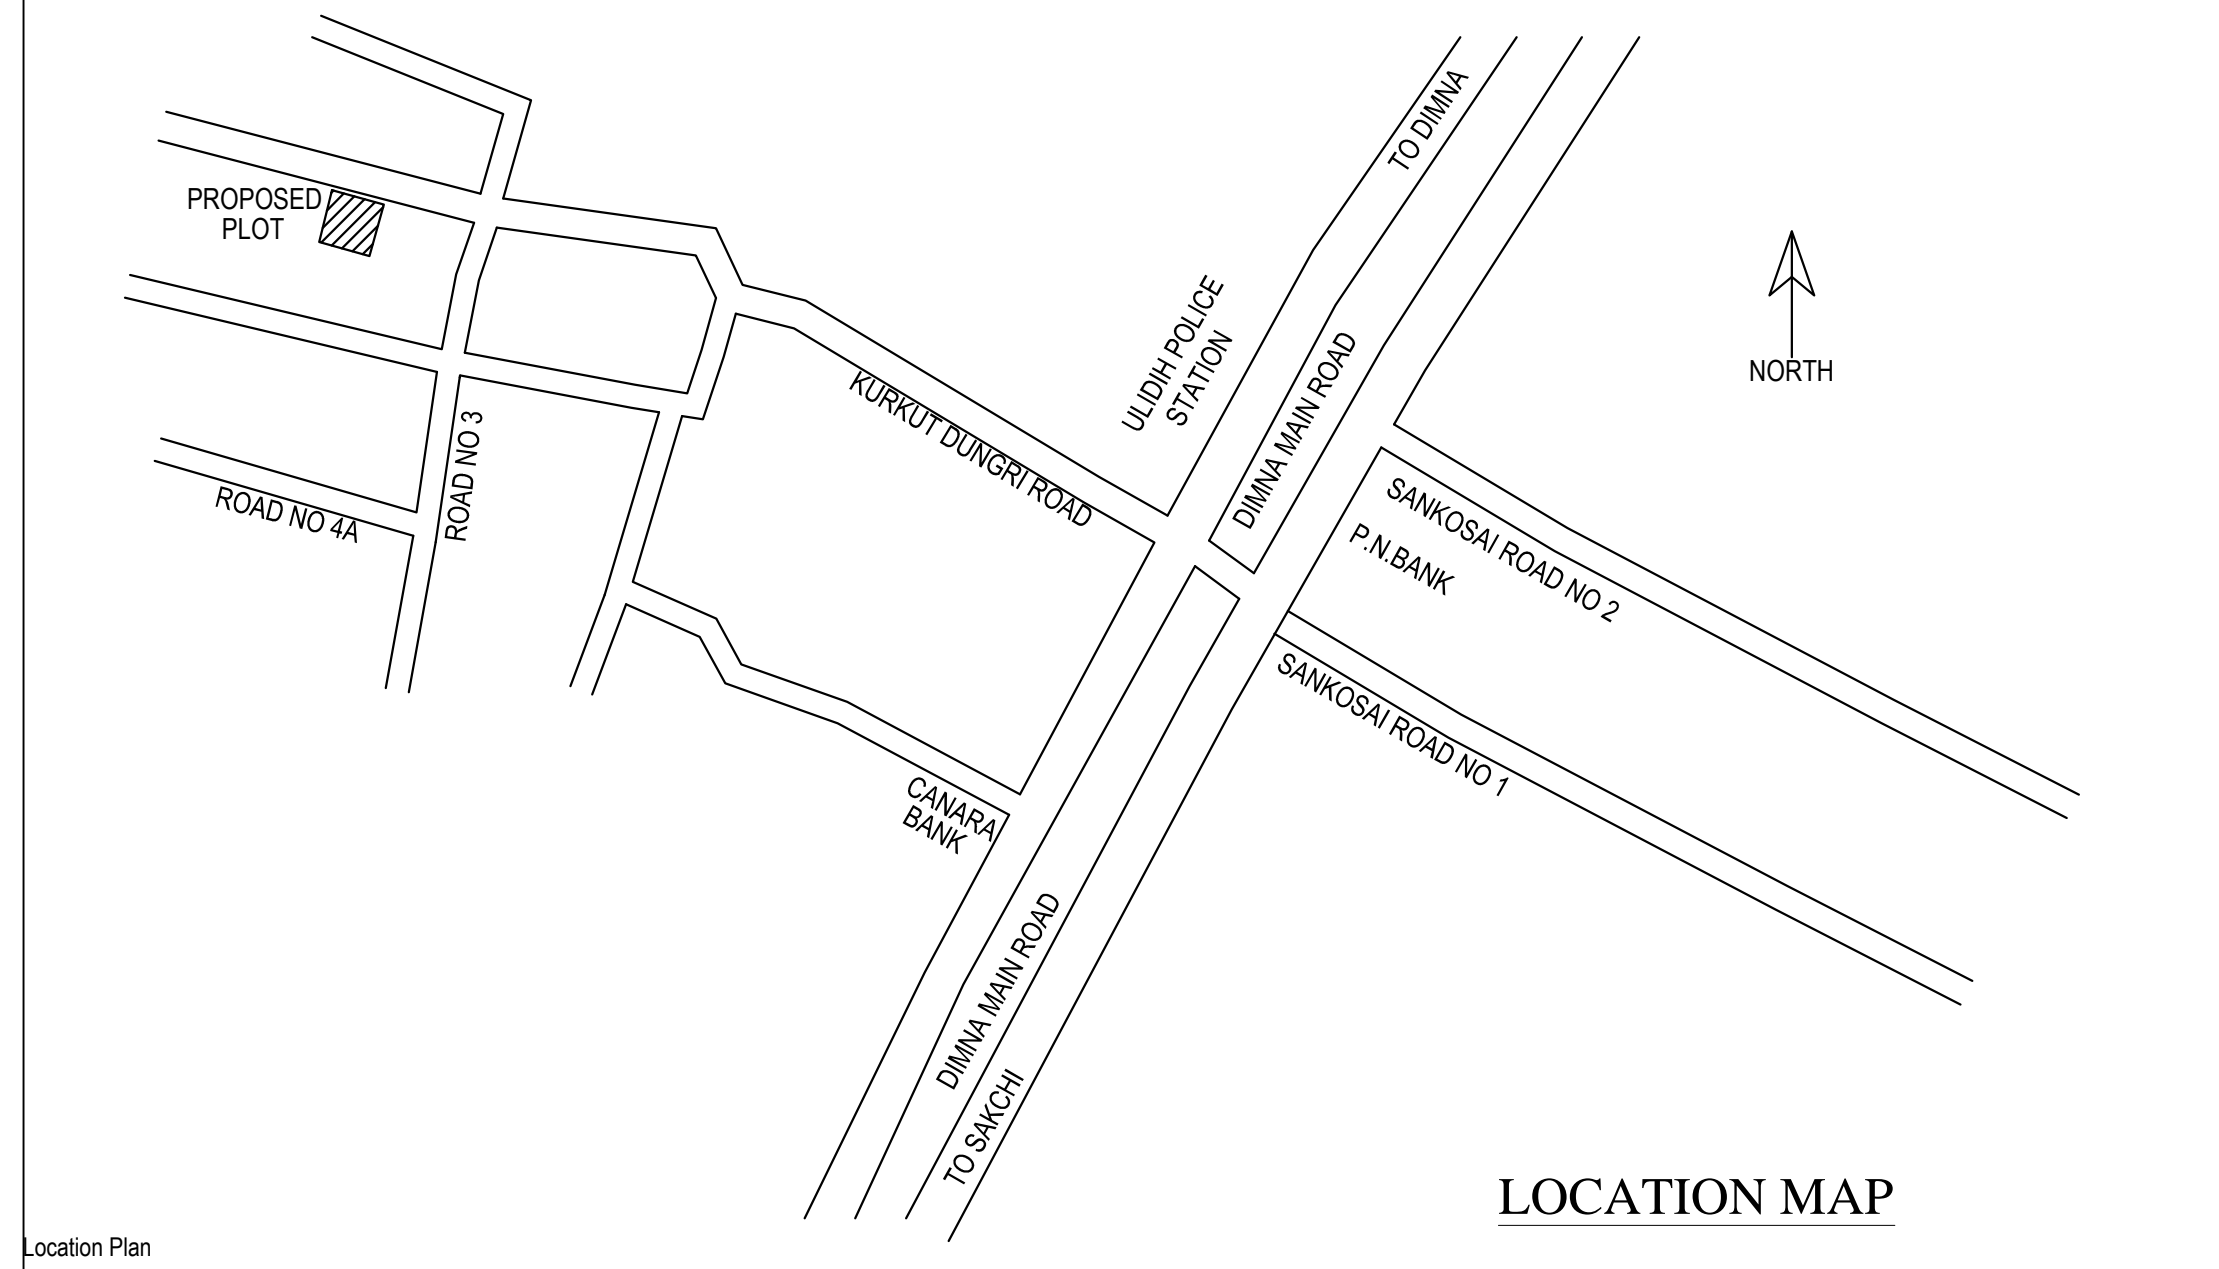 TO DIMNA
PROPOSED
PLOT
ULIDIH POLICE
STATION
NORTH
DIMNA MAIN ROAD
KURKUT DUNGRI ROAD
ROAD NO 3
ROAD NO 4A
SANKOSAI ROAD NO 2
P.N.BANK
SANKOSAI ROAD NO 1
CANARA
BANK
DIMNA MAIN ROAD
TO SAKCHI
LOCATION MAP
Location Plan